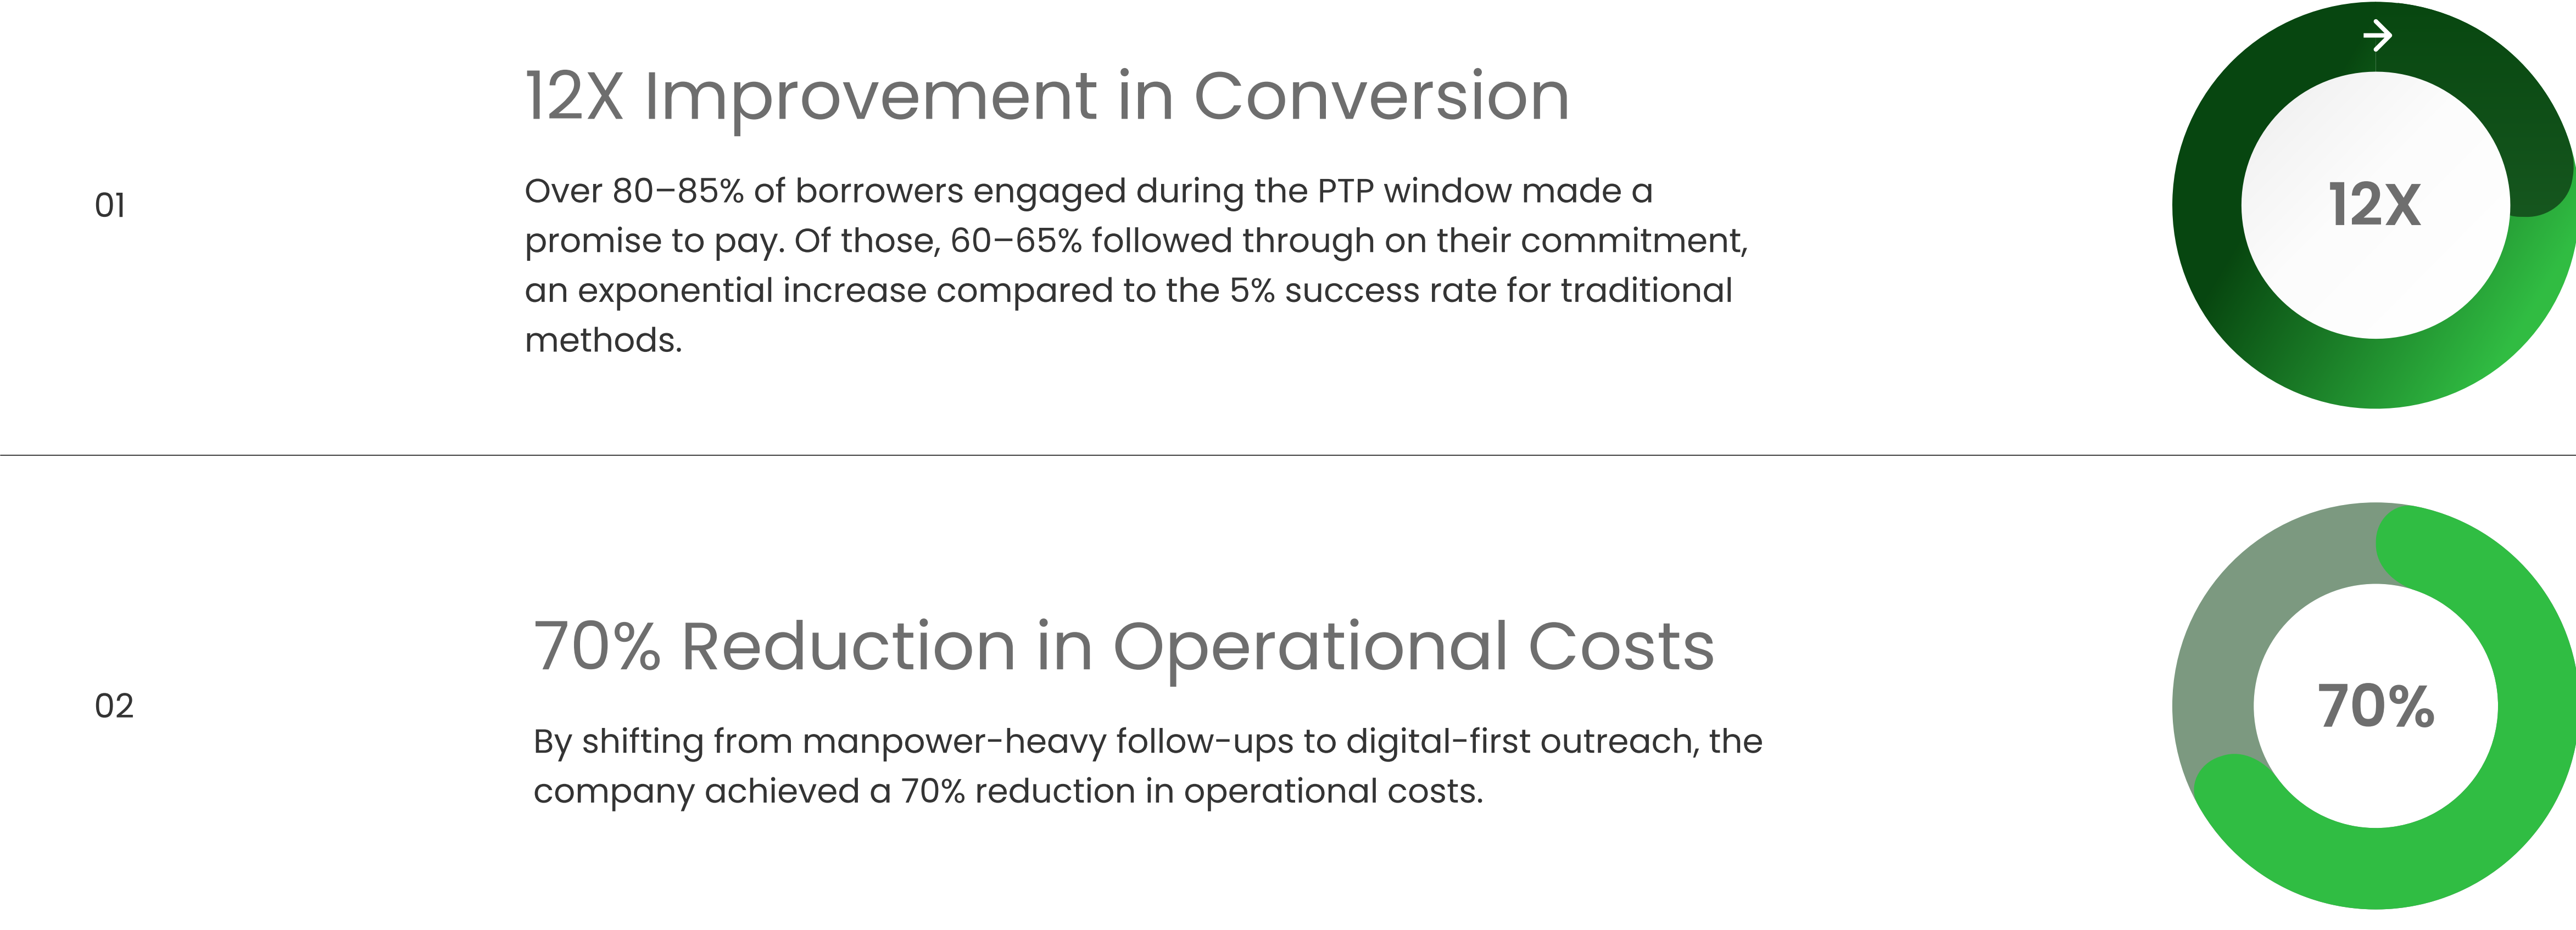 01
12X Improvement in Conversion
Over 80–85% of borrowers engaged during the PTP window made a
promise to pay. Of those, 60–65% followed through on their commitment,
an exponential increase compared to the 5% success rate for traditional
methods.
12X
02
70% Reduction in Operational Costs
By shifting from manpower-heavy follow-ups to digital-first outreach, the
company achieved a 70% reduction in operational costs.
70%